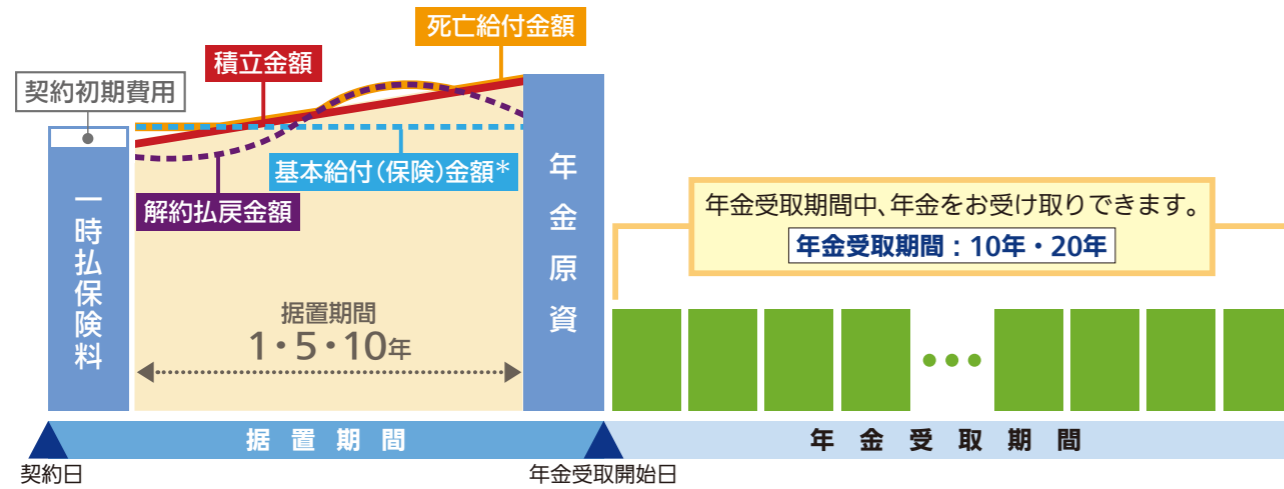 死亡給付金額
積立金額
契約初期費用
基本給付(保険)金額*
解約払戻金額
一時払保険料
年金原資
据置期間
1・5・10年
年金受取期間中、年金をお受け取りできます。
年金受取期間:10年・20年
据置期間
年金受取期間
契約日
年金受取開始日